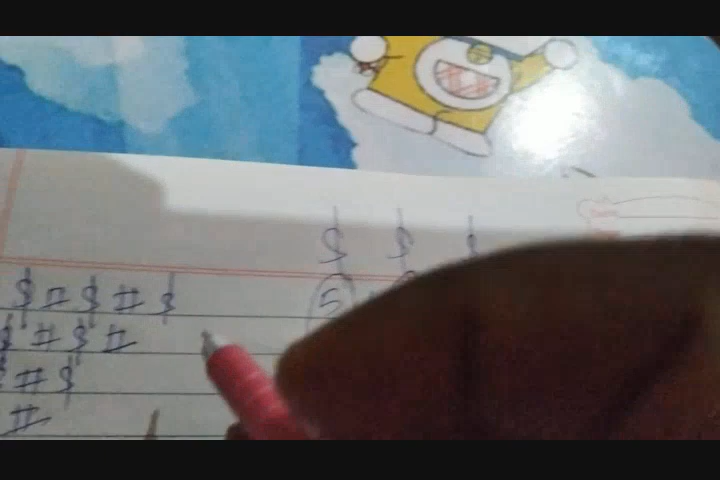 $ $ $
5
$ # $ # $
$ # $ #
$ # $
#